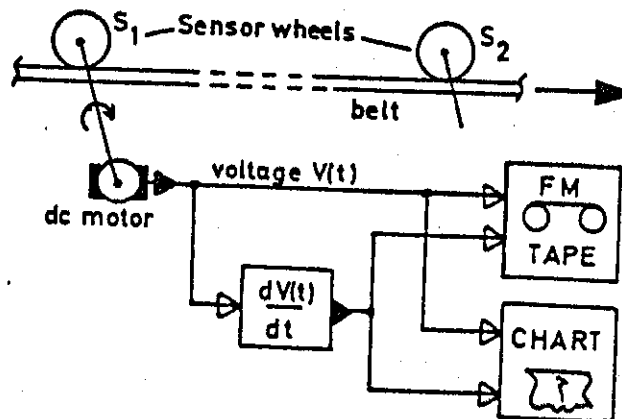 S1 Sensor wheels S2
belt
voltage V(t)
dc motor
FM
TAPE
dV(t)
dt
CHART